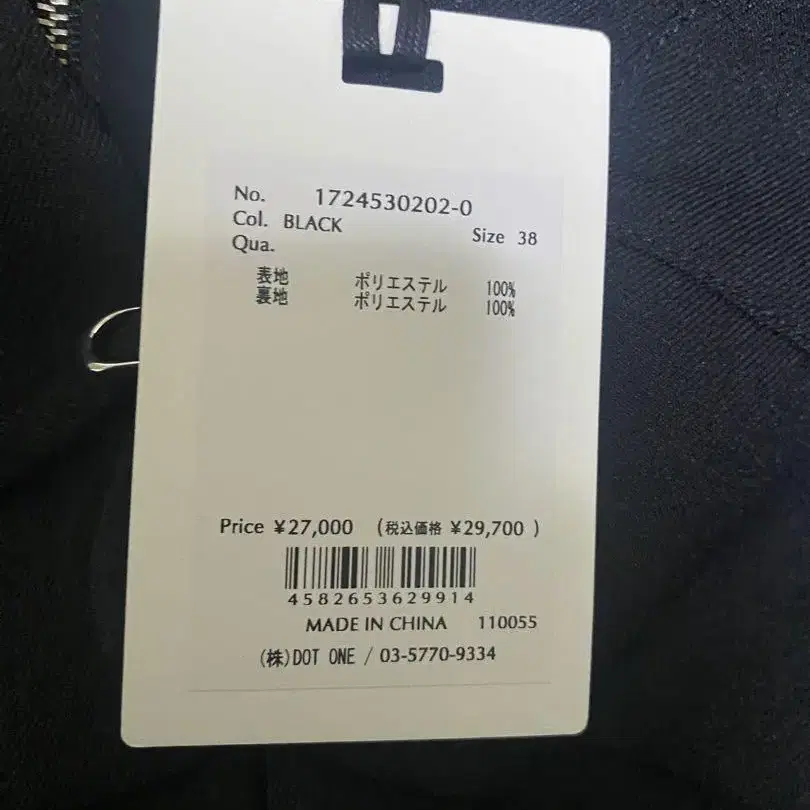 No. 1724530202-0
Col. BLACK Size 38
Qua.
表地 ポリエステル 100%
裏地 ポリエステル 100%
Price ¥27,000 (税込価格 ¥29,700 )
4582653629914
MADE IN CHINA 110055
(株)DOT ONE / 03-5770-9334